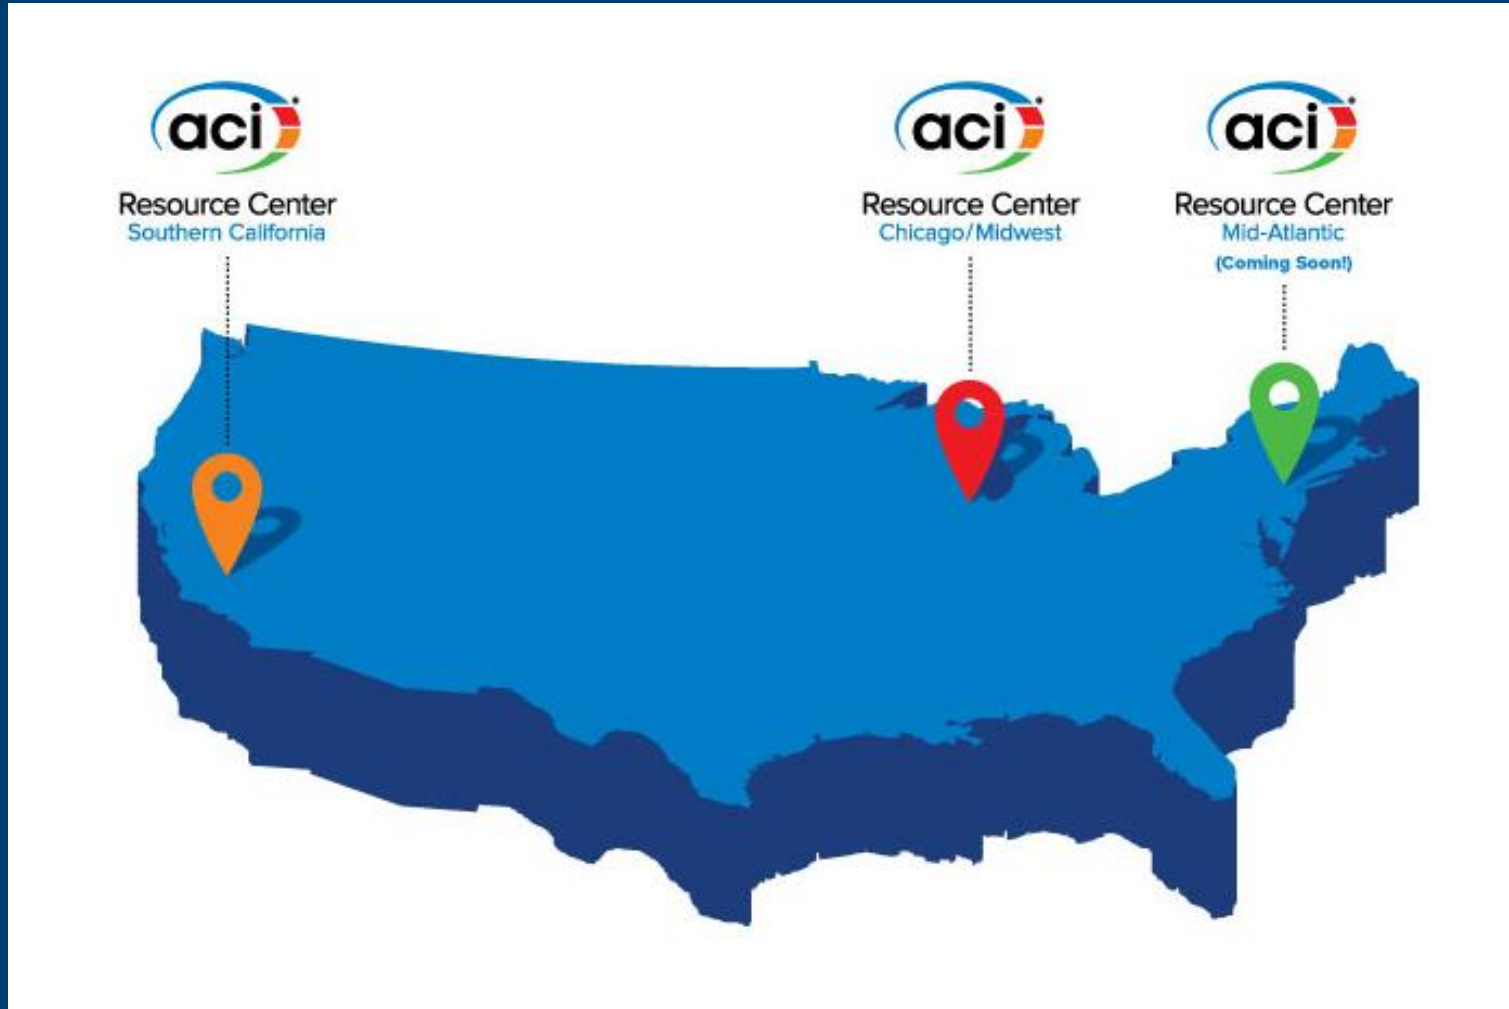 aci
Resource Center
Southern California
aci
Resource Center
Chicago/Midwest
aci
Resource Center
Mid-Atlantic
(Coming Soon!)